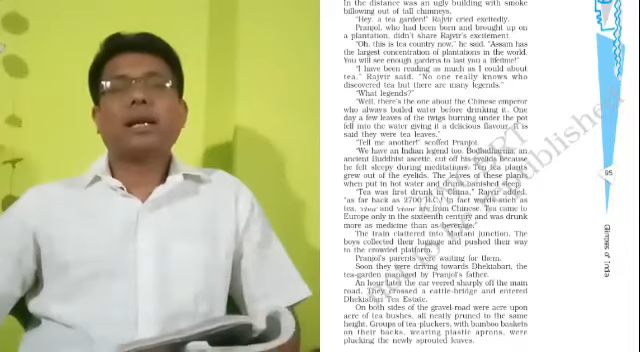 In the distance was an ugly building with smoke
billowing out of tall chimneys.
"Hey, a tea garden!" Rajvir cried excitedly.
Pranjol, who had been born and brought up on
a plantation, didn't share Rajvir's excitement.
"Oh, this is tea country now," he said. "Assam has
the largest concentration of plantations in the world.
You will see enough gardens to last you a lifetime!"
"I have been reading as much as I could about
tea," Rajvir said. "No one really knows who
discovered tea but there are many legends."
"What legends?"
"Well, there's the one about the Chinese emperor
who always boiled water before drinking it. One
day a few leaves of the twigs burning under the pot
fell into the water giving it a delicious flavour. It is
said they were tea leaves."
"Tell me another!" scoffed Pranjol.
"We have an Indian legend too. Bodhidharma, an
ancient Buddhist ascetic, cut off his eyelids because
he felt sleepy during meditations. Ten tea plants
grew out of the eyelids. The leaves of these plants
when put in hot water and drunk banished sleep.
"Tea was first drunk in China," Rajvir added,
"as far back as 2700 B.C.! In fact words such as
tea, 'chai' and 'chini' are from Chinese. Tea came to
Europe only in the sixteenth century and was drunk
more as medicine than as beverage."
The train clattered into Mariani junction. The
boys collected their luggage and pushed their way
to the crowded platform.
Pranjol's parents were waiting for them.
Soon they were driving towards Dhekiabari, the
tea-garden managed by Pranjol's father.
An hour later the car veered sharply off the main
road. They crossed a cattle-bridge and entered
Dhekiabari Tea Estate.
On both sides of the gravel-road were acre upon
acre of tea bushes, all neatly pruned to the same
height. Groups of tea-pluckers, with bamboo baskets
on their backs, wearing plastic aprons, were
plucking the newly sprouted leaves.
95
Glimpses of India
not to be republished